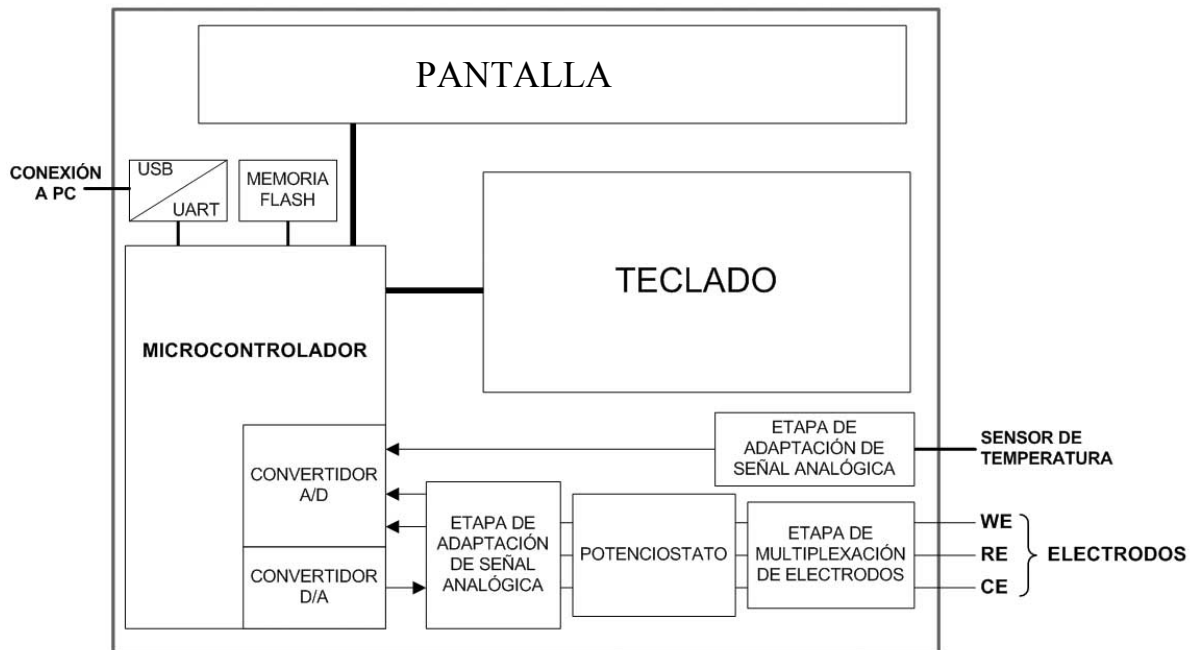 PANTALLA
CONEXIÓN
A PC
USB
UART
MEMORIA
FLASH
TECLADO
MICROCONTROLADOR
ETAPA DE
ADAPTACIÓN DE
SEÑAL ANALÓGICA
SENSOR DE
TEMPERATURA
CONVERTIDOR
A/D
CONVERTIDOR
D/A
ETAPA DE
ADAPTACIÓN
DE SEÑAL
ANALÓGICA
POTENCIOSTATO
ETAPA DE
MULTIPLEXACIÓN
DE ELECTRODOS
WE
RE
CE
ELECTRODOS